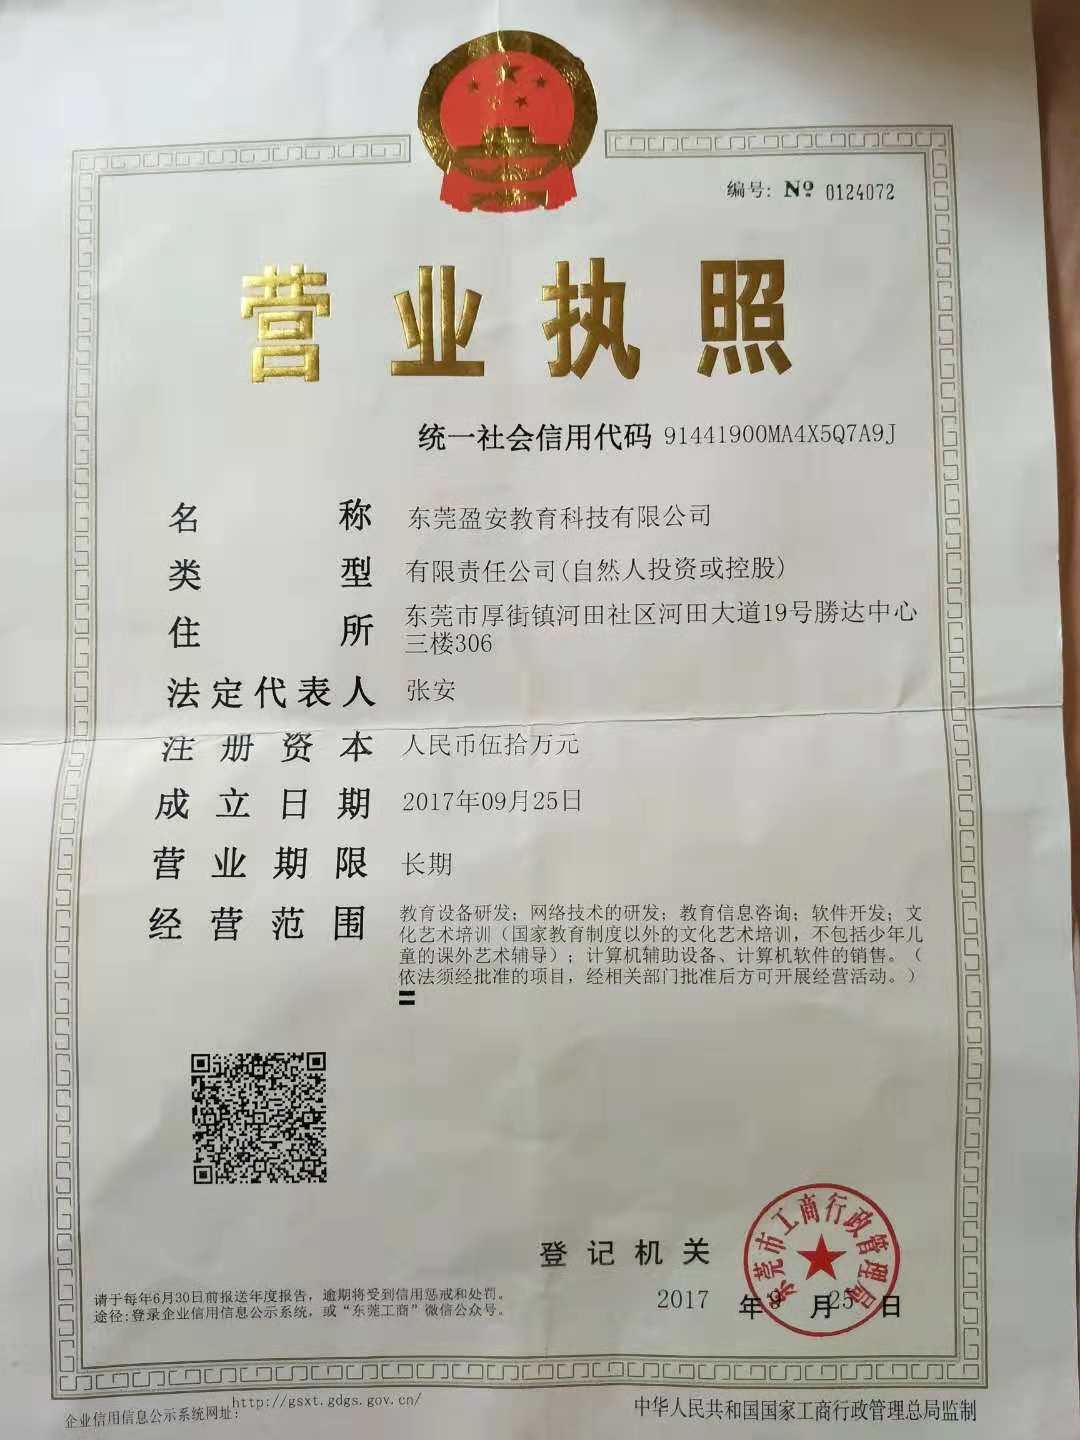 编号: № 0124072
营业执照
统一社会信用代码 91441900MA4X5Q7A9J
名称 东莞盈安教育科技有限公司
类型 有限责任公司(自然人投资或控股)
住所 东莞市厚街镇河田社区河田大道19号勝达中心
三楼306
法定代表人 张安
注册资本 人民币伍拾万元
成立日期 2017年09月25日
营业期限 长期
经营范围 教育设备研发；网络技术的研发；教育信息咨询；软件开发；文
化艺术培训（国家教育制度以外的文化艺术培训，不包括少年儿
童的课外艺术辅导）；计算机辅助设备、计算机软件的销售。（
依法须经批准的项目，经相关部门批准后方可开展经营活动。）
〓
登记机关
东莞市工商行政管理局
2017 年 9 月 25 日
请于每年6月30日前报送年度报告，逾期将受到信用惩戒和处罚。
途径:登录企业信用信息公示系统，或“东莞工商”微信公众号。
企业信用信息公示系统网址: http://gsxt.gdgs.gov.cn/
中华人民共和国国家工商行政管理总局监制